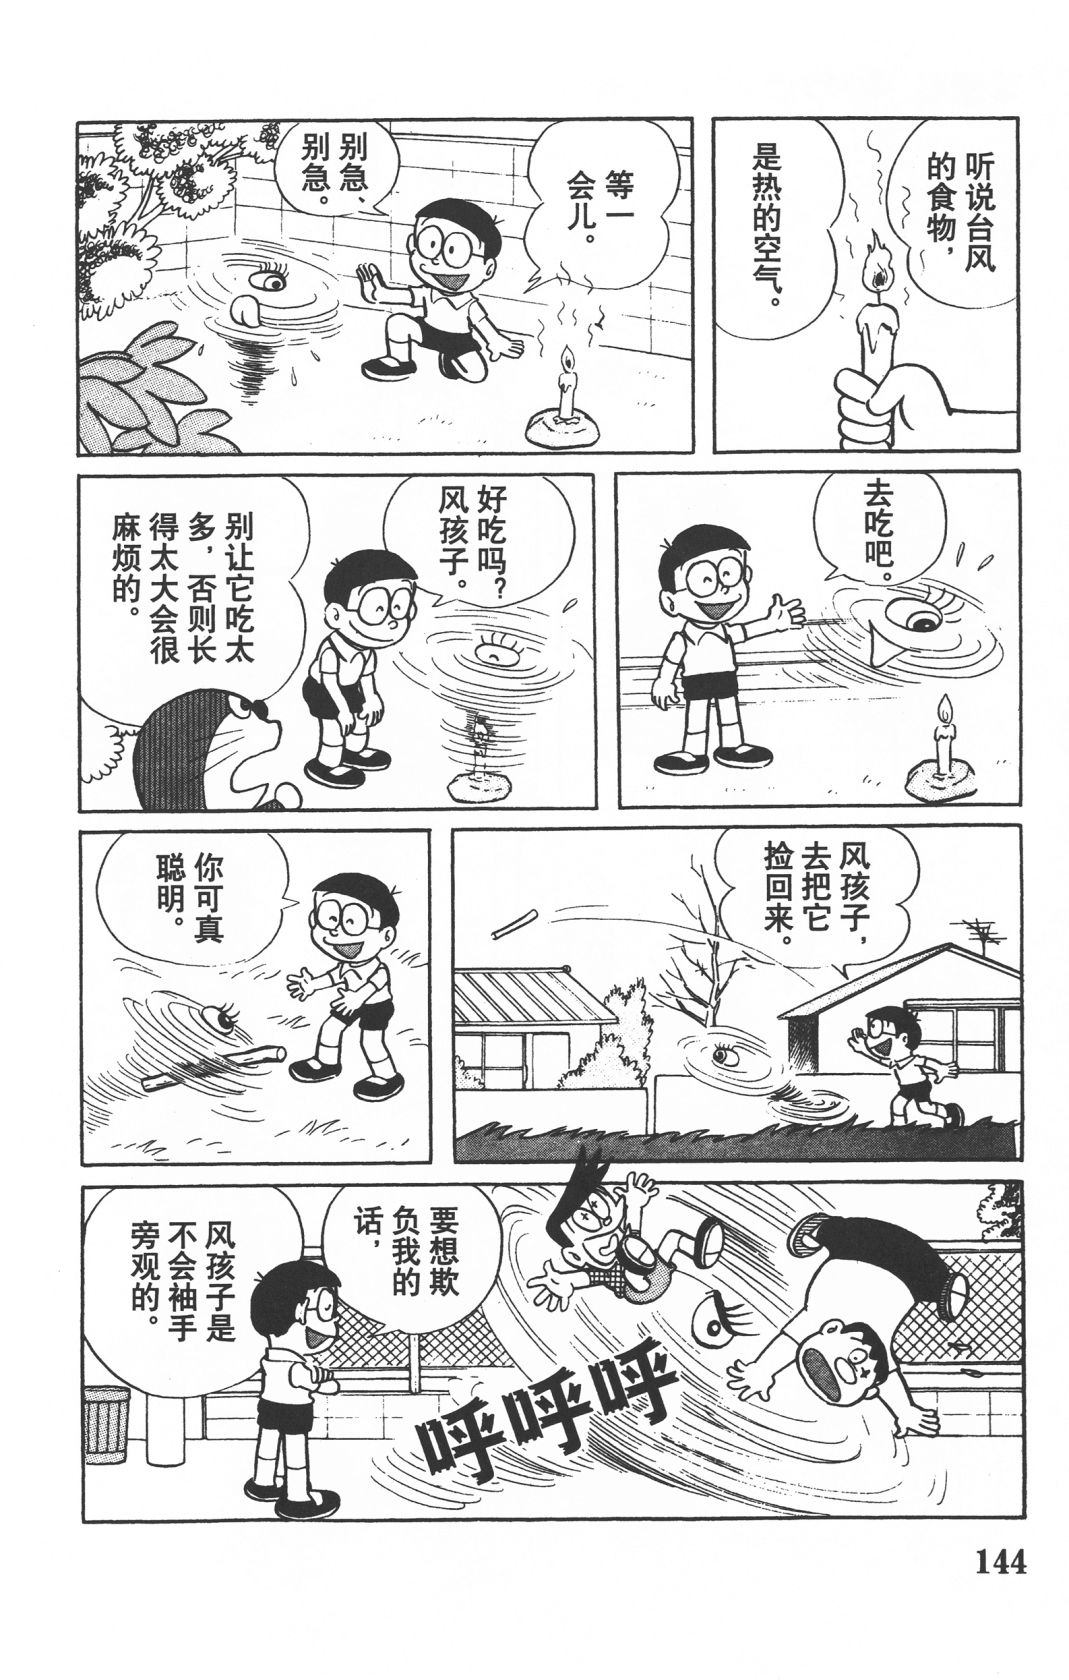 听说台风
的食物，
是热的空
气。
等一
会儿。
别急、
别急。
去吃吧。
好吃吗？
风孩子。
别让它吃太
多，否则长
得太大会很
麻烦的。
风孩子，
去把它
捡回来。
你可真
聪明。
要想欺
负我的
话，
风孩子是
不会袖手
旁观的。
呼呼呼
144